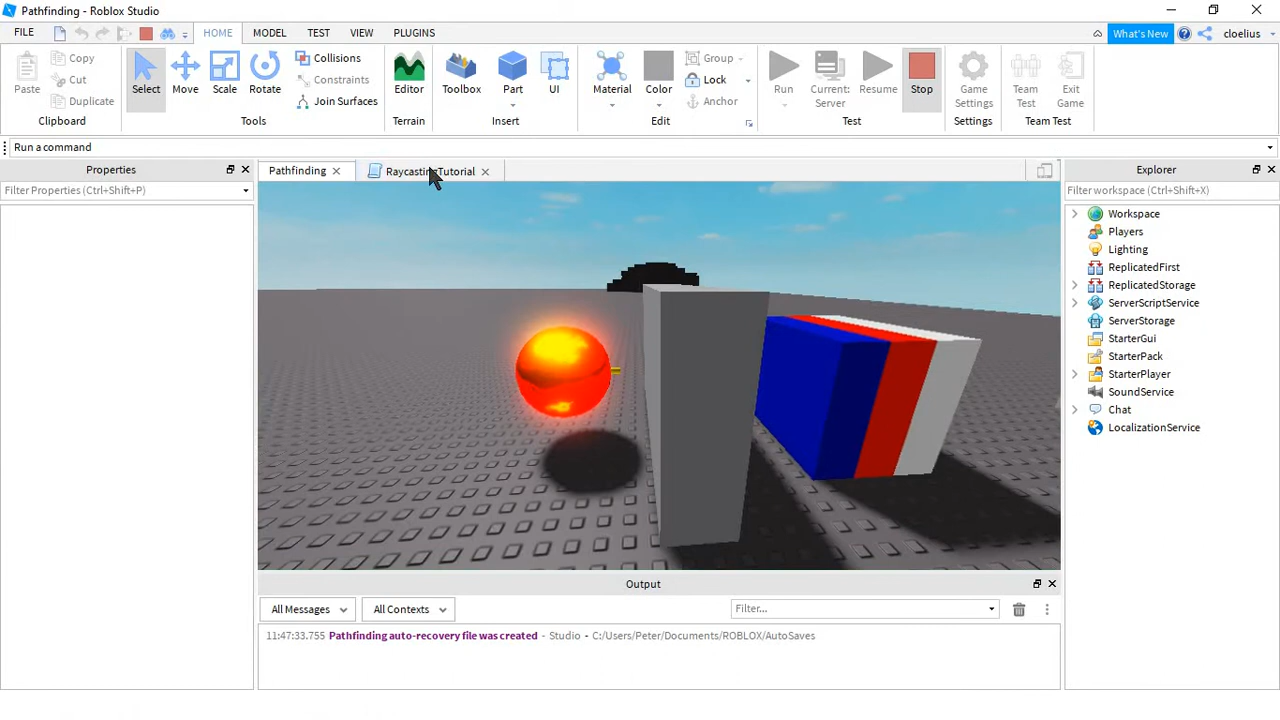 Pathfinding - Roblox Studio
FILE HOME MODEL TEST VIEW PLUGINS What's New cloelius
Paste Copy Cut Duplicate Clipboard
Select Move Scale Rotate Collisions Constraints Join Surfaces Tools
Editor Terrain
Toolbox Part UI Insert
Material Color Group Lock Anchor Edit
Run Current: Server Resume Stop Test
Game Settings Settings
Team Test Exit Game Team Test
Run a command
Properties
Filter Properties (Ctrl+Shift+P)
Pathfinding RaycastingTutorial
Explorer
Filter workspace (Ctrl+Shift+X)
Workspace
Players
Lighting
ReplicatedFirst
ReplicatedStorage
ServerScriptService
ServerStorage
StarterGui
StarterPack
StarterPlayer
SoundService
Chat
LocalizationService
Output
All Messages All Contexts Filter...
11:47:33.755 Pathfinding auto-recovery file was created - Studio - C:/Users/Peter/Documents/ROBLOX/AutoSaves